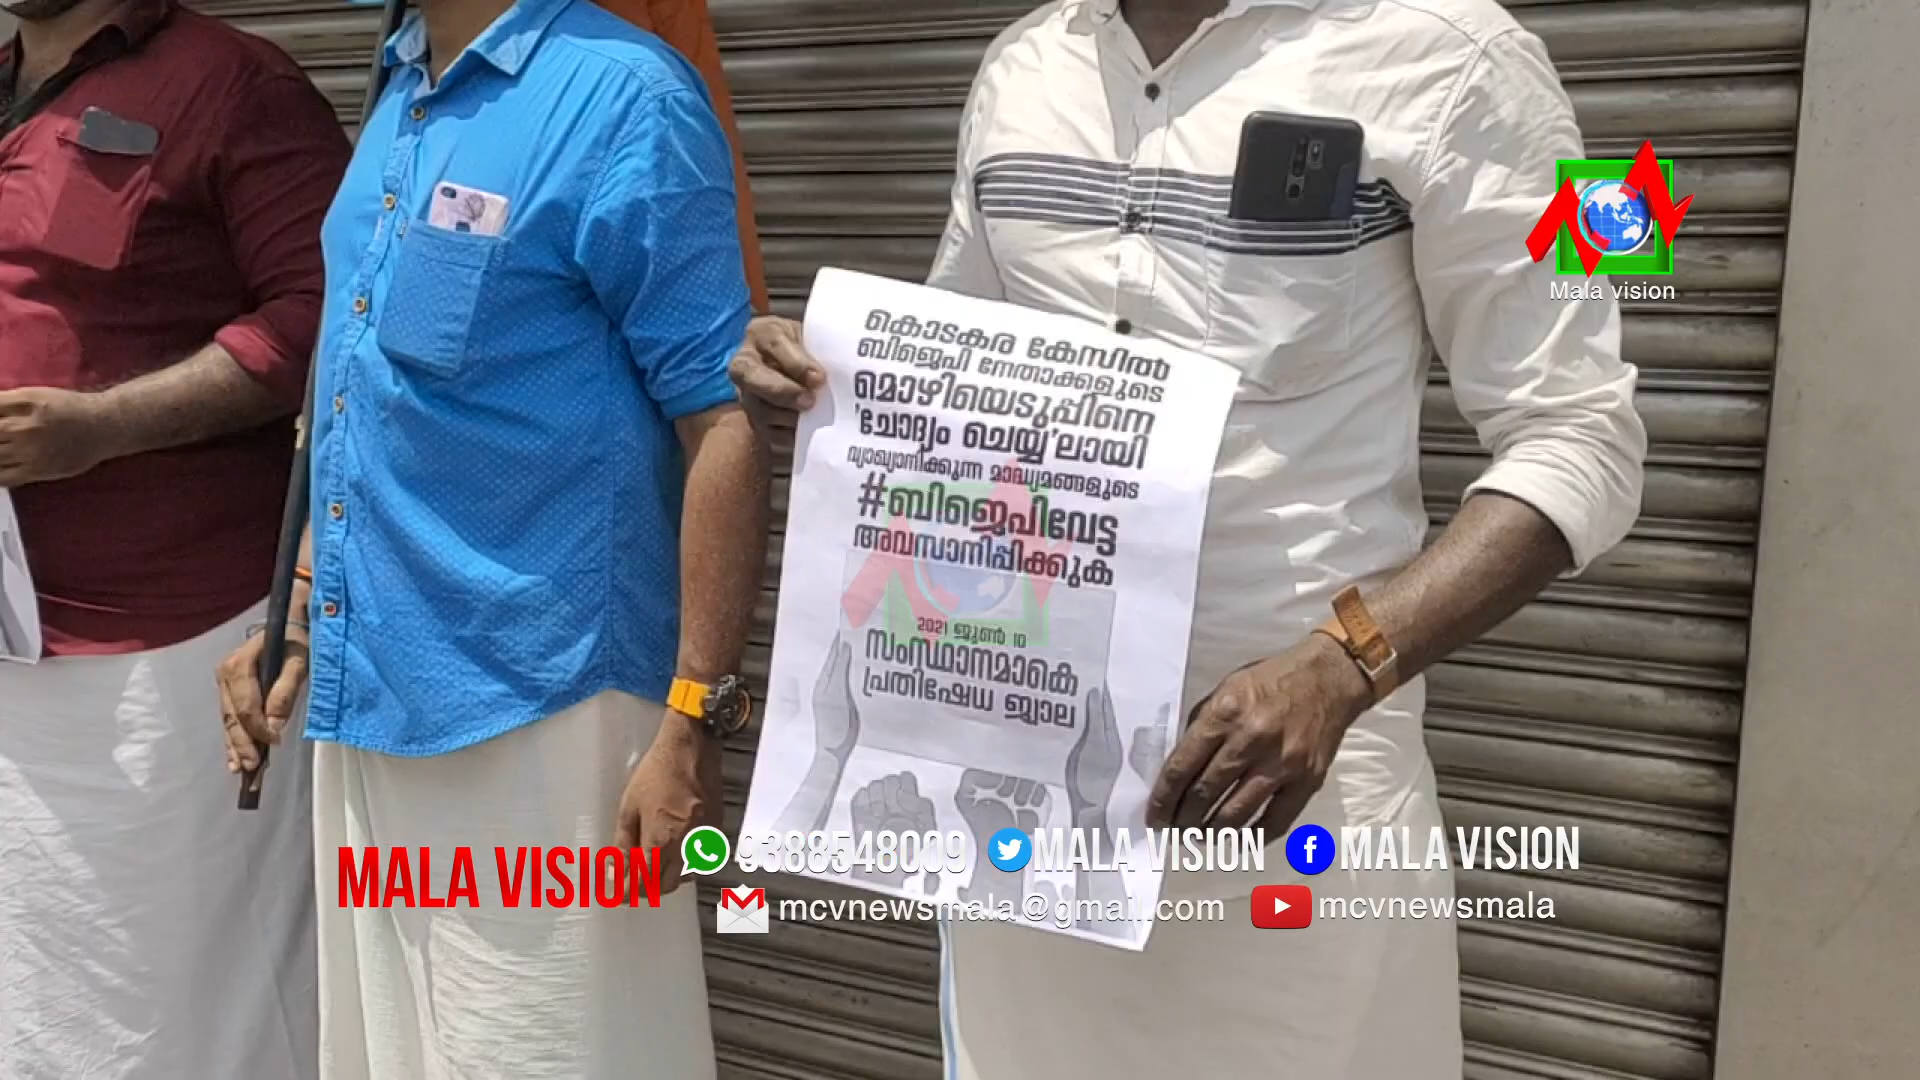 കൊടകര കേസിൽ
ബിജെപി നേതാക്കളുടെ
മൊഴിയെടുപ്പിനെ
'ചോദ്യം ചെയ്യ'ലായി
വ്യാഖ്യാനിക്കുന്ന മാദ്ധ്യമങ്ങളുടെ
#ബിജെപിവേട്ട
അവസാനിപ്പിക്കുക
2021 ജൂൺ 10
സംസ്ഥാനമാകെ
പ്രതിഷേധ ജ്വാല
Mala vision
MALA VISION
9388548009 MALA VISION MALA VISION
mcvnewsmala@gmail.com mcvnewsmala